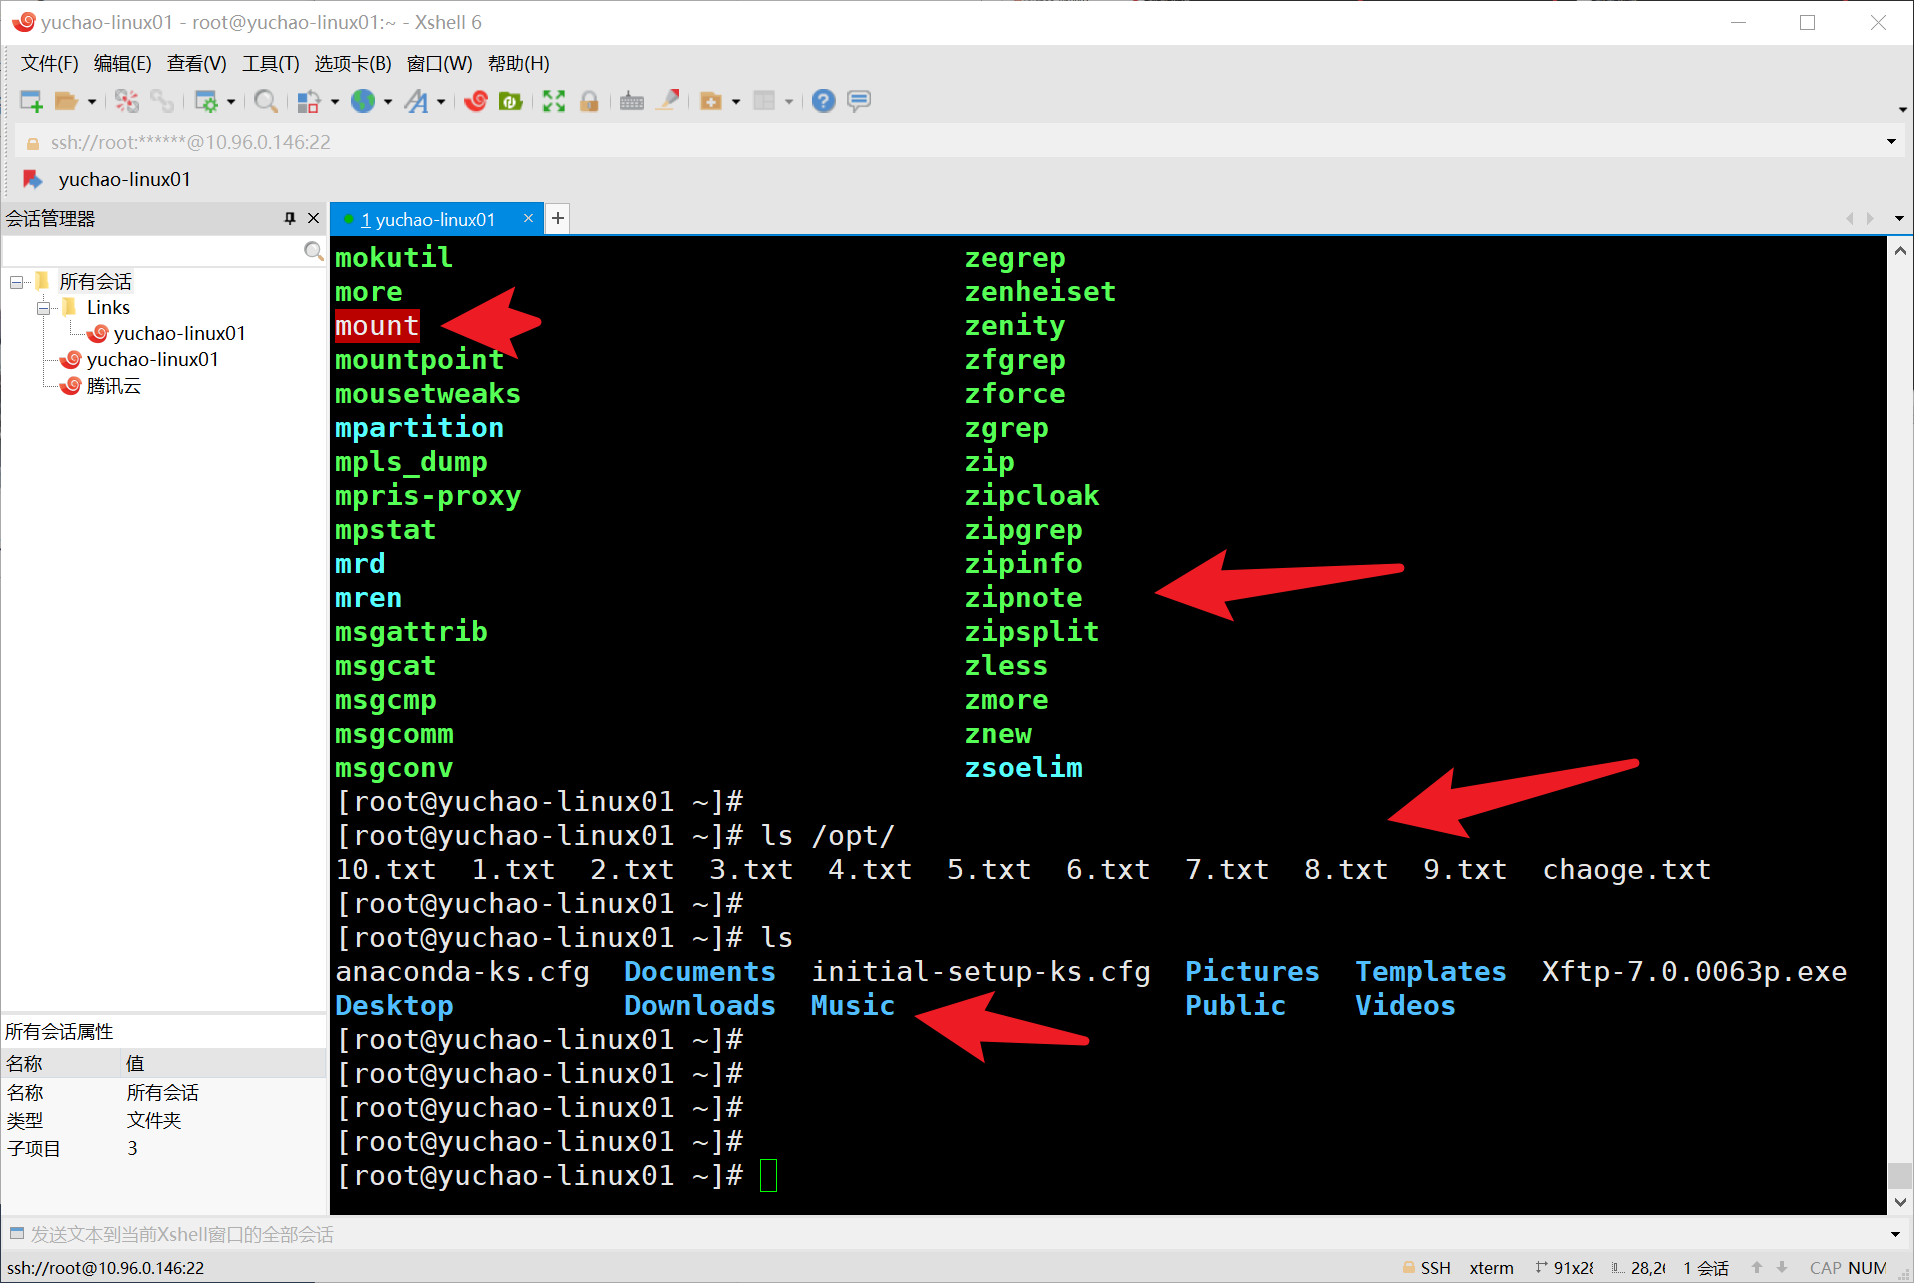 yuchao-linux01 - root@yuchao-linux01:~ - Xshell 6
文件(F) 编辑(E) 查看(V) 工具(T) 选项卡(B) 窗口(W) 帮助(H)
ssh://root:******@10.96.0.146:22
yuchao-linux01
会话管理器
所有会话
Links
yuchao-linux01
yuchao-linux01
腾讯云
所有会话属性
名称 值
名称 所有会话
类型 文件夹
子项目 3
1 yuchao-linux01
mokutil zegrep
more zenheiset
mount zenity
mountpoint zfgrep
mousetweaks zforce
mpartition zgrep
mpls_dump zip
mpris-proxy zipcloak
mpstat zipgrep
mrd zipinfo
mren zipnote
msgattrib zipsplit
msgcat zless
msgcmp zmore
msgcomm znew
msgconv zsoelim
[root@yuchao-linux01 ~]#
[root@yuchao-linux01 ~]# ls /opt/
10.txt 1.txt 2.txt 3.txt 4.txt 5.txt 6.txt 7.txt 8.txt 9.txt chaoge.txt
[root@yuchao-linux01 ~]#
[root@yuchao-linux01 ~]# ls
anaconda-ks.cfg Documents initial-setup-ks.cfg Pictures Templates Xftp-7.0.0063p.exe
Desktop Downloads Music Public Videos
[root@yuchao-linux01 ~]#
[root@yuchao-linux01 ~]#
[root@yuchao-linux01 ~]#
[root@yuchao-linux01 ~]#
[root@yuchao-linux01 ~]#
发送文本到当前Xshell窗口的全部会话
ssh://root@10.96.0.146:22 SSH xterm 91x28 28,26 1 会话 CAP NUM